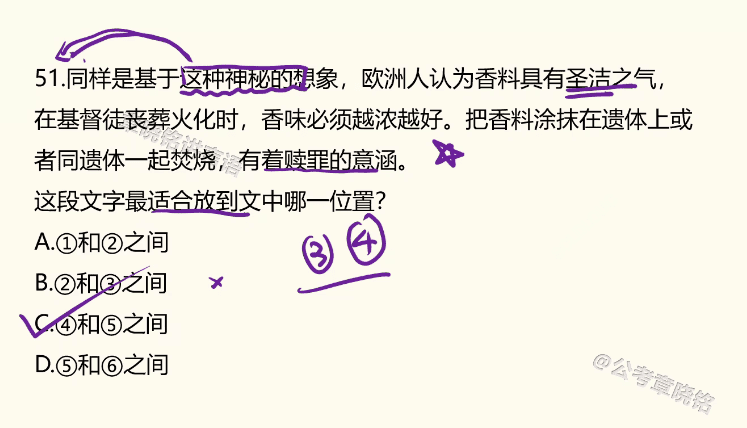 51.同样是基于这种神秘的想象，欧洲人认为香料具有圣洁之气，
在基督徒丧葬火化时，香味必须越浓越好。把香料涂抹在遗体上或
者同遗体一起焚烧，有着赎罪的意涵。
这段文字最适合放到文中哪一位置？
③ ④
A.①和②之间
B.②和③之间
C.④和⑤之间
D.⑤和⑥之间
@公考章晓铭